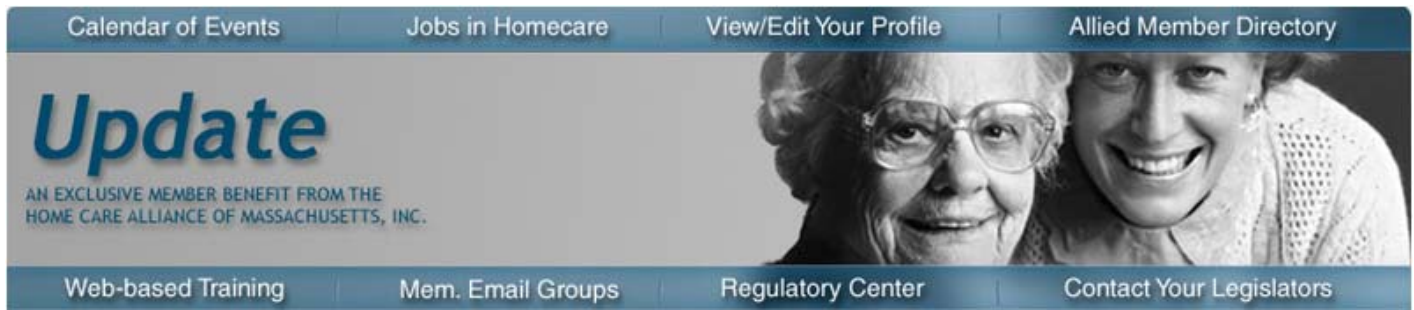 Calendar of Events Jobs in Homecare View/Edit Your Profile Allied Member Directory
Update
AN EXCLUSIVE MEMBER BENEFIT FROM THE
HOME CARE ALLIANCE OF MASSACHUSETTS, INC.
Web-based Training Mem. Email Groups Regulatory Center Contact Your Legislators